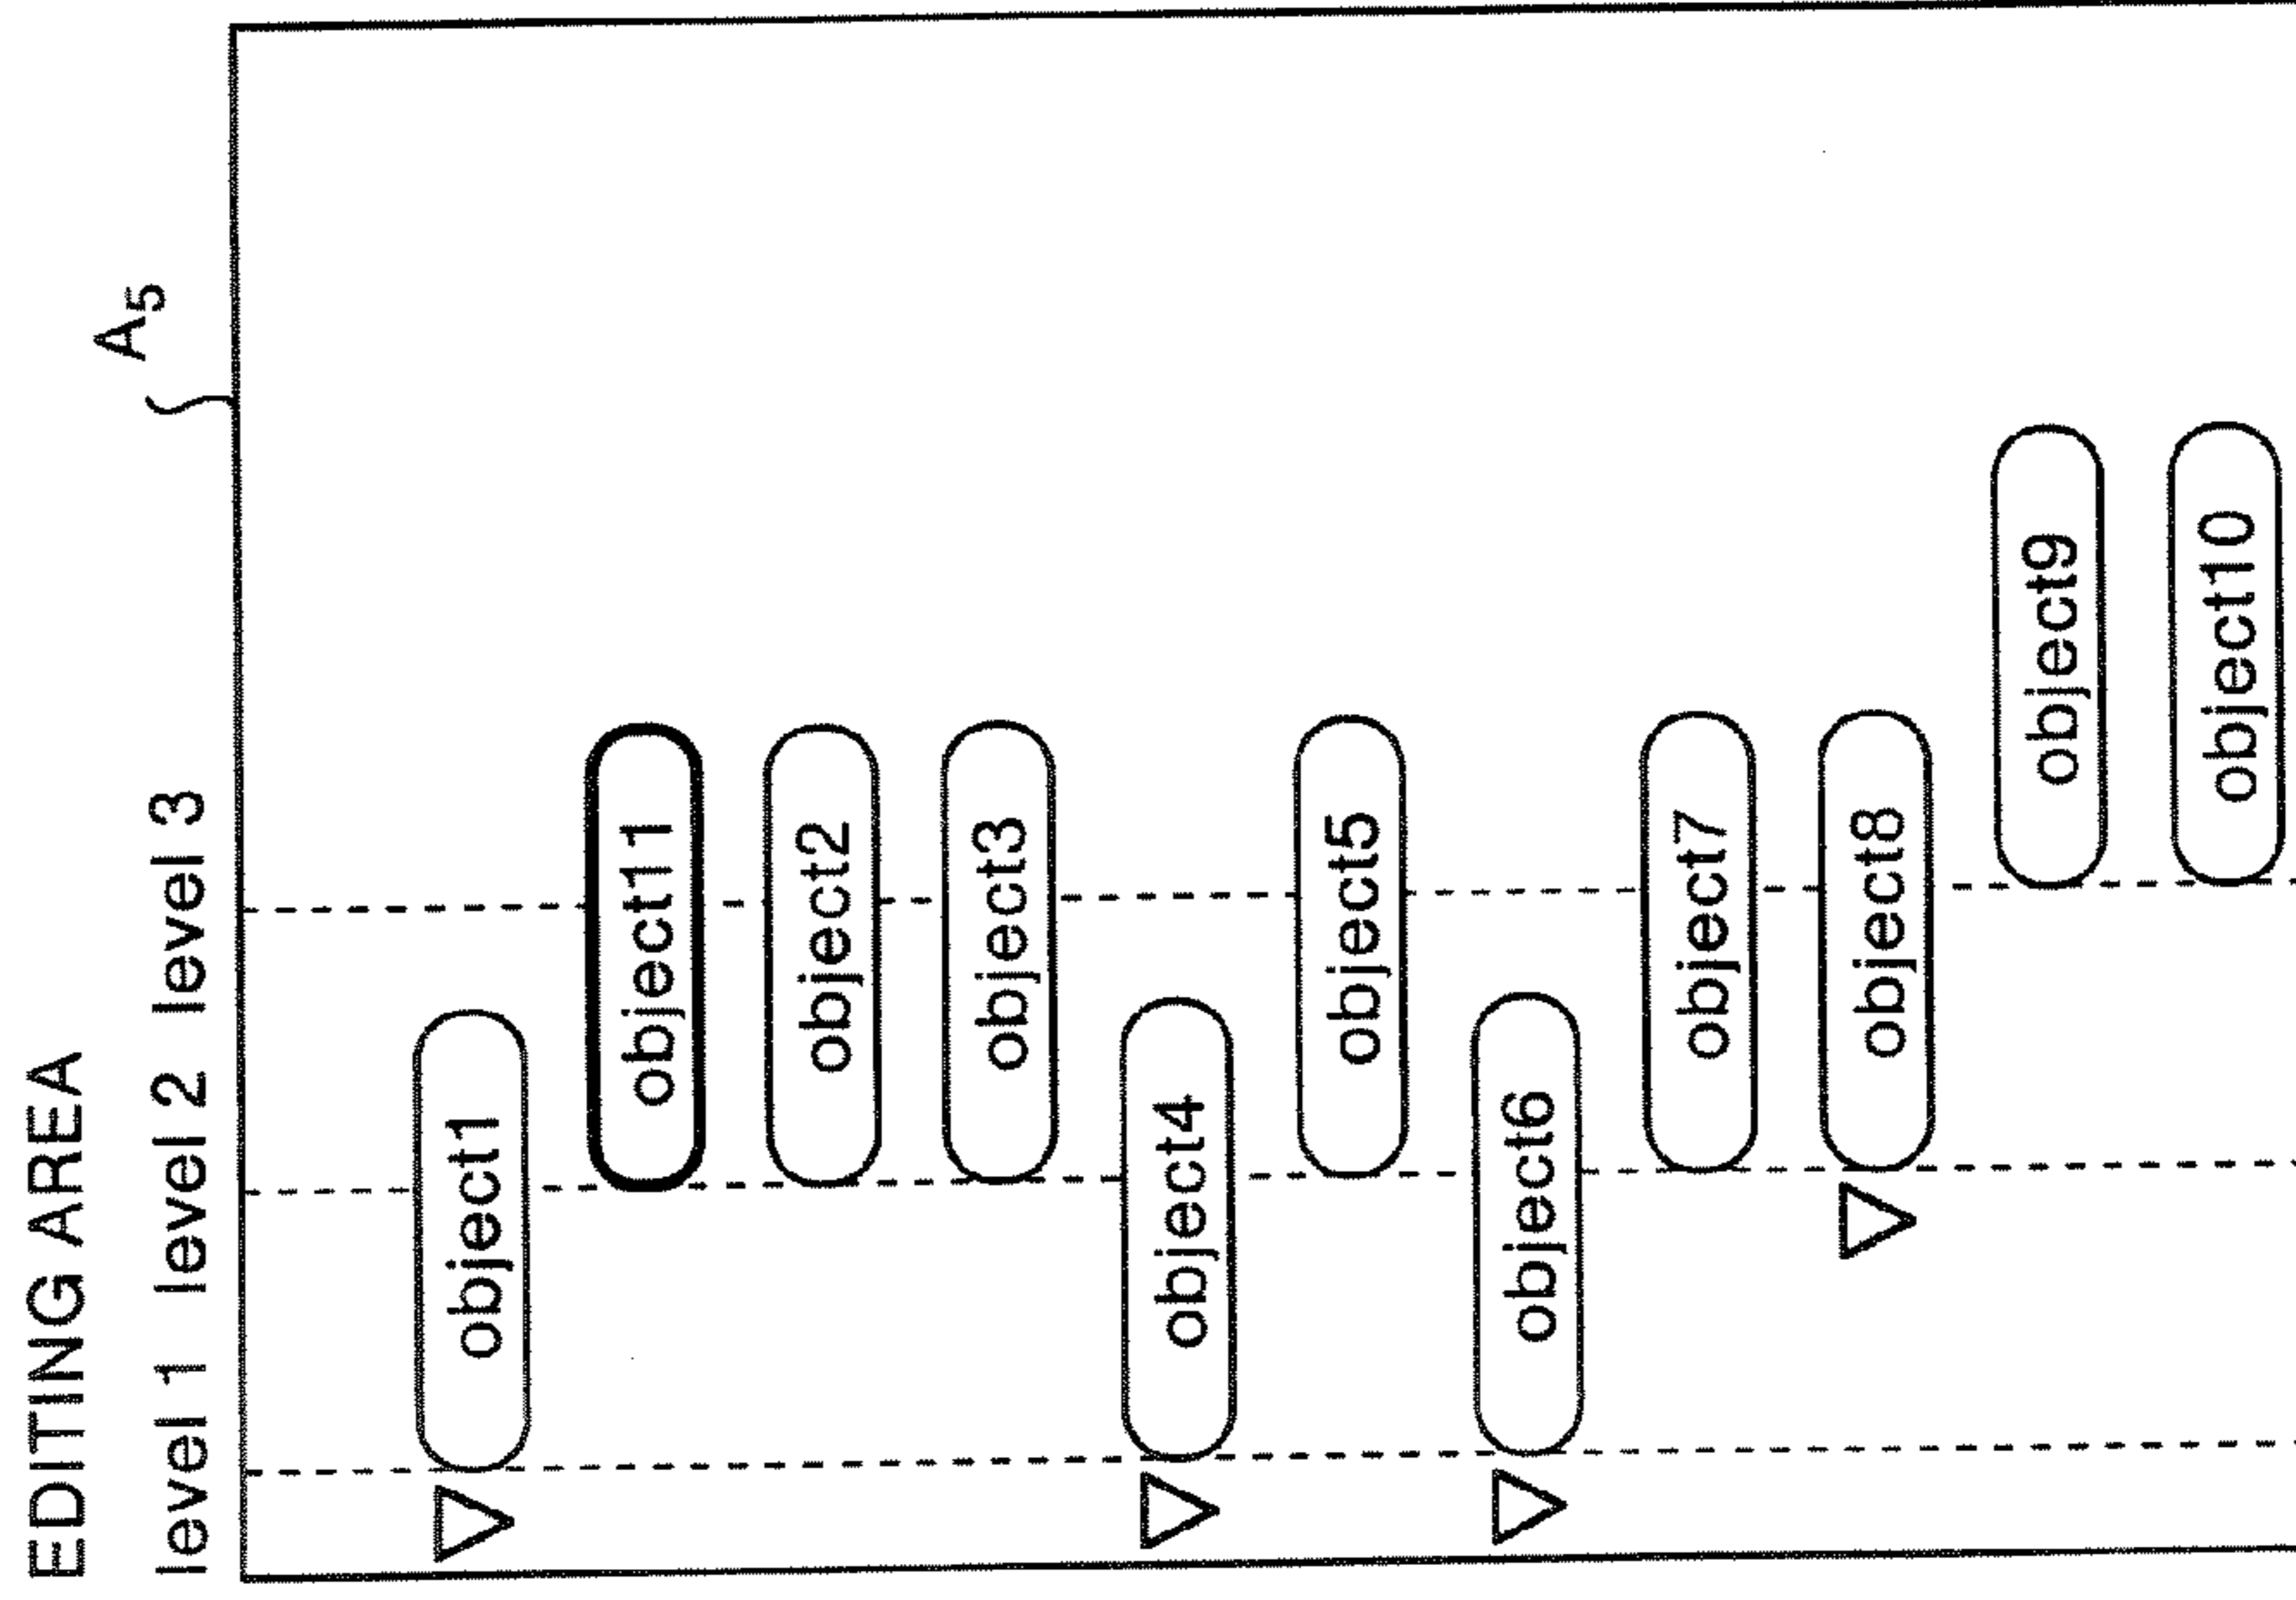 EDITING AREA
A5
level 1 level 2 level 3
object1
object11
object2
object3
object4
object5
object6
object7
object8
object9
object10